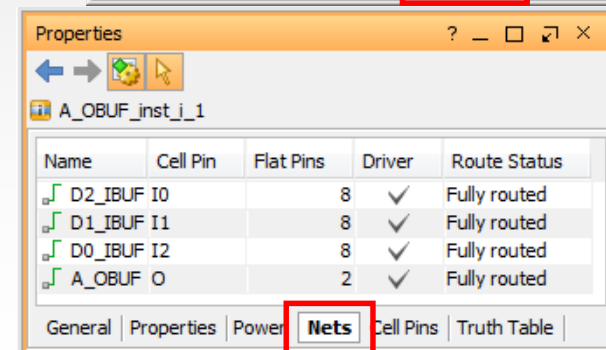 Properties ? _ □ ×
A_OBUF_inst_i_1
Name Cell Pin Flat Pins Driver Route Status
D2_IBUF I0 8 ✓ Fully routed
D1_IBUF I1 8 ✓ Fully routed
D0_IBUF I2 8 ✓ Fully routed
A_OBUF O 2 ✓ Fully routed
General Properties Power Nets Cell Pins Truth Table